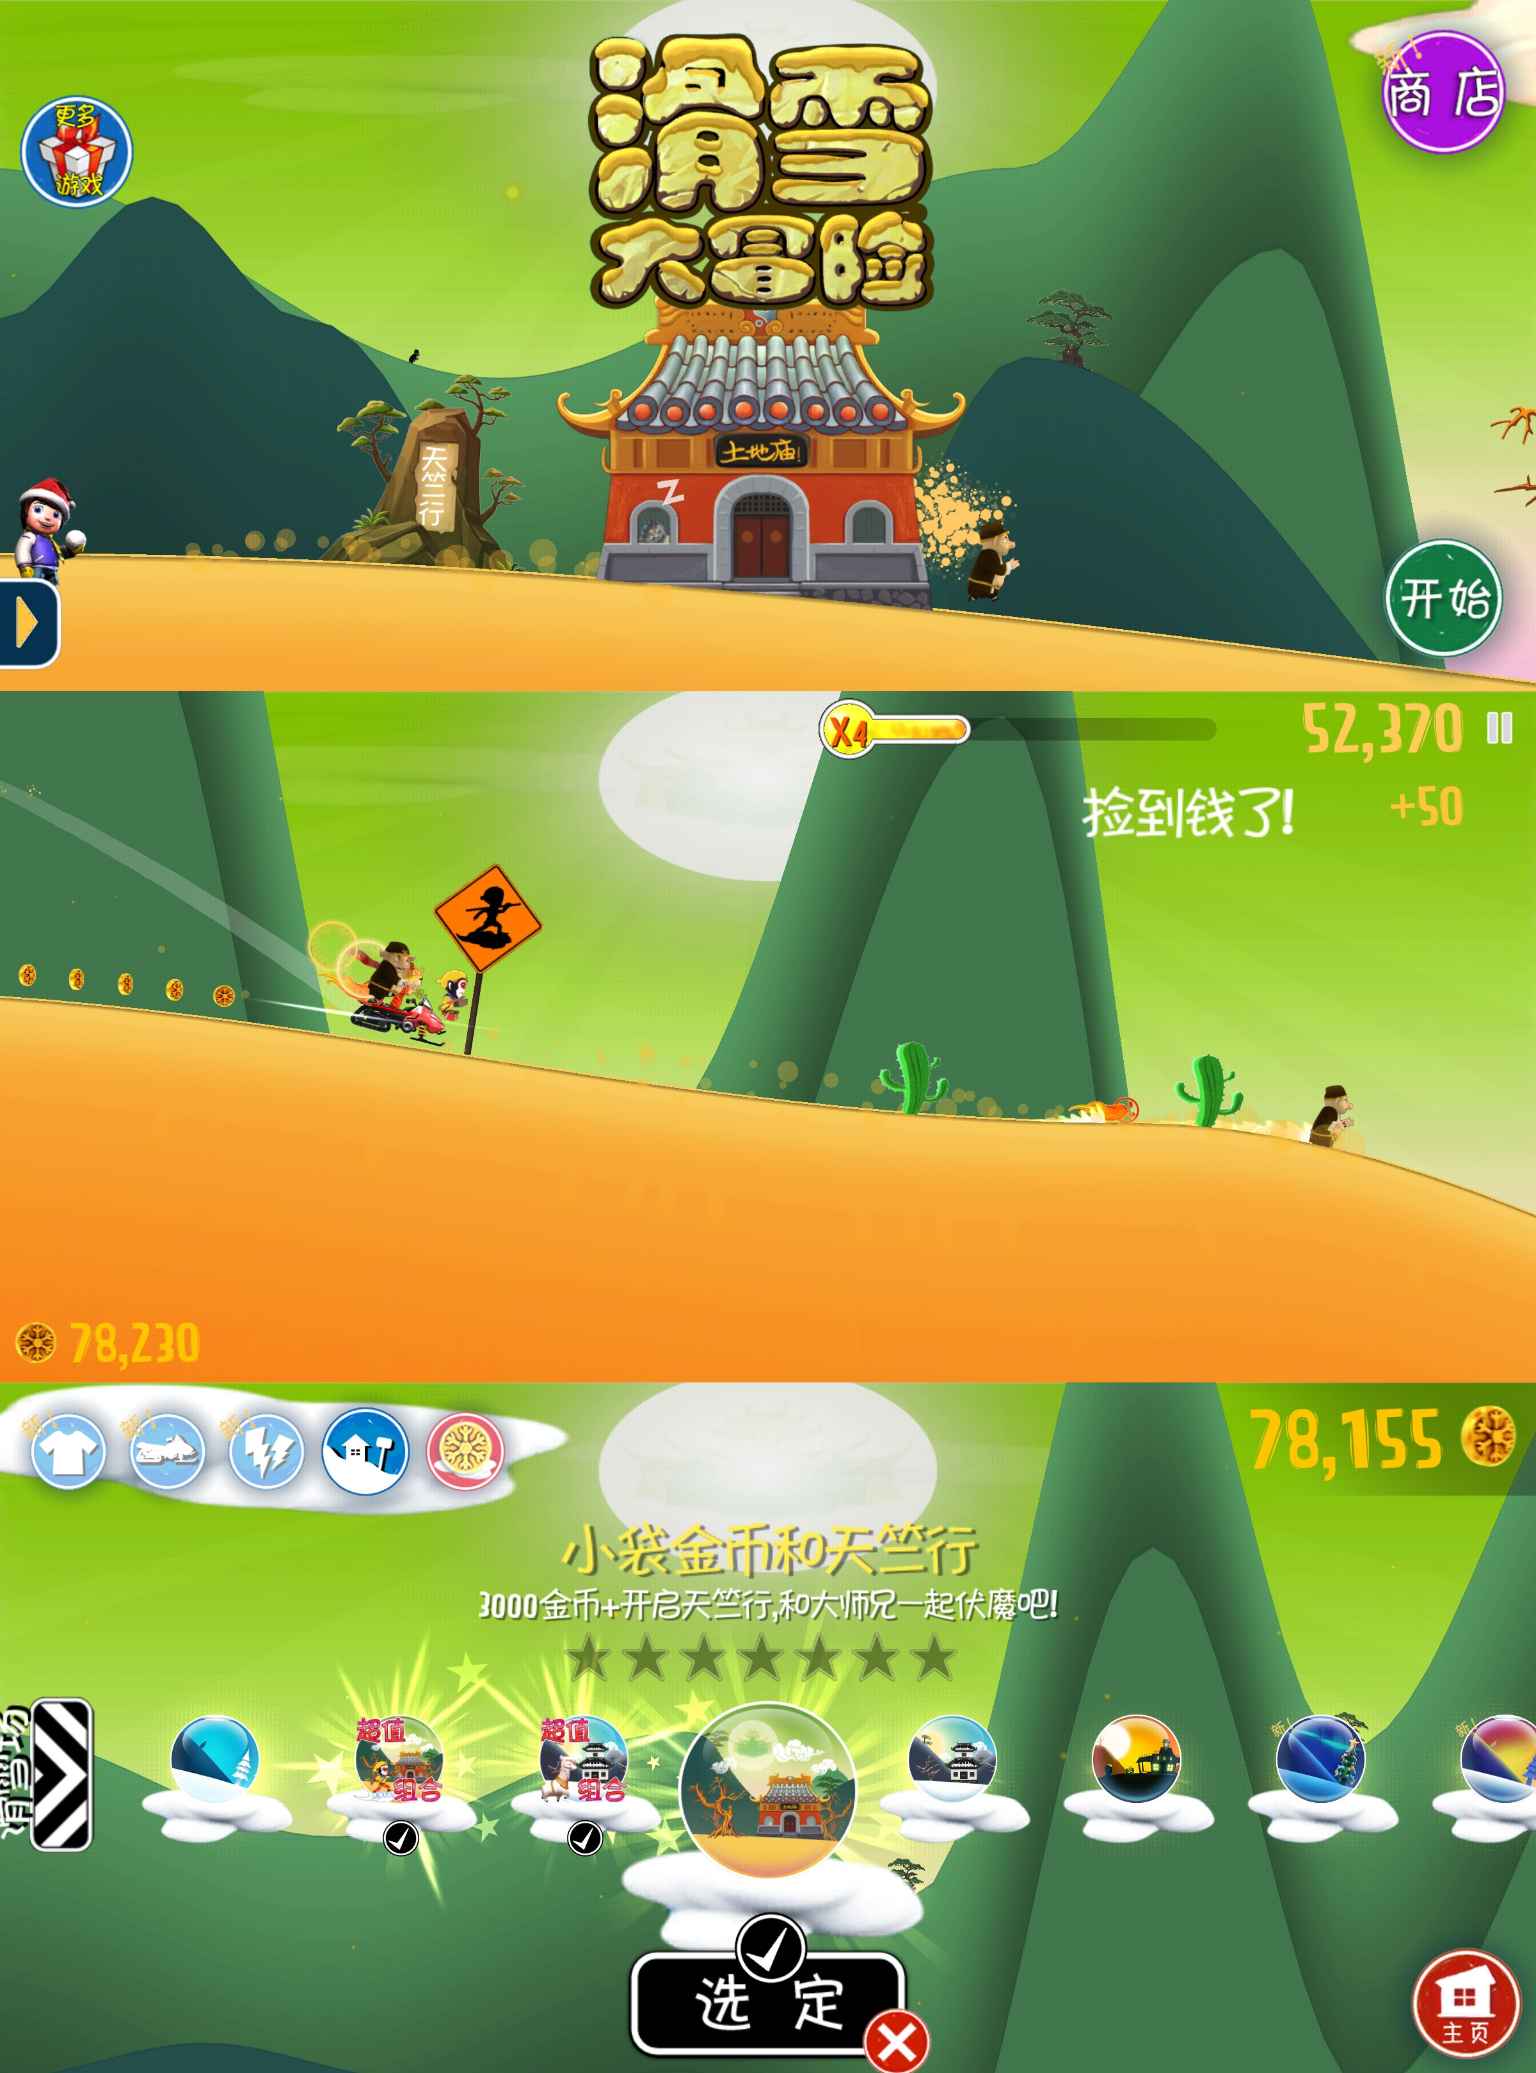 滑雪
大冒险
更多
游戏
新!
商店
天竺行
土地庙
Z
开始
X4
52,370
捡到钱了!
+50
78,230
新!
新!
新!
78,155
小袋金币和天竺行
3000金币+开启天竺行,和大师兄一起伏魔吧!
超值
组合
超值
组合
新!
新!
选定
主页